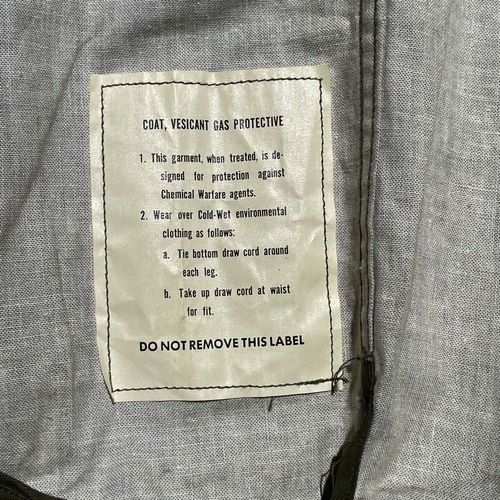 COAT, VESICANT GAS PROTECTIVE
1. This garment, when treated, is de-
signed for protection against
Chemical Warfare agents.
2. Wear over Cold-Wet environmental
clothing as follows:
a. Tie bottom draw cord around
each leg.
b. Take up draw cord at waist
for fit.
DO NOT REMOVE THIS LABEL